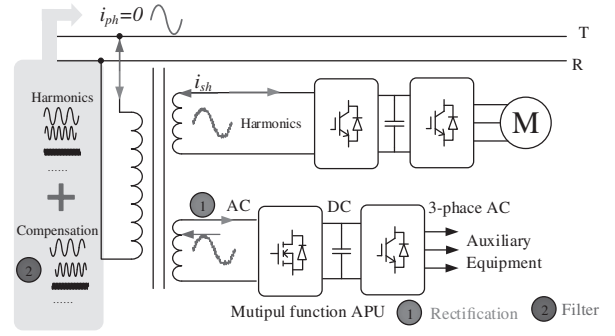 i_ph=0
T
R
Harmonics
......
Compensation
2
......
i_sh
Harmonics
M
1
AC
DC
3-phace AC
Auxiliary
Equipment
Mutipul function APU
1 Rectification
2 Filter